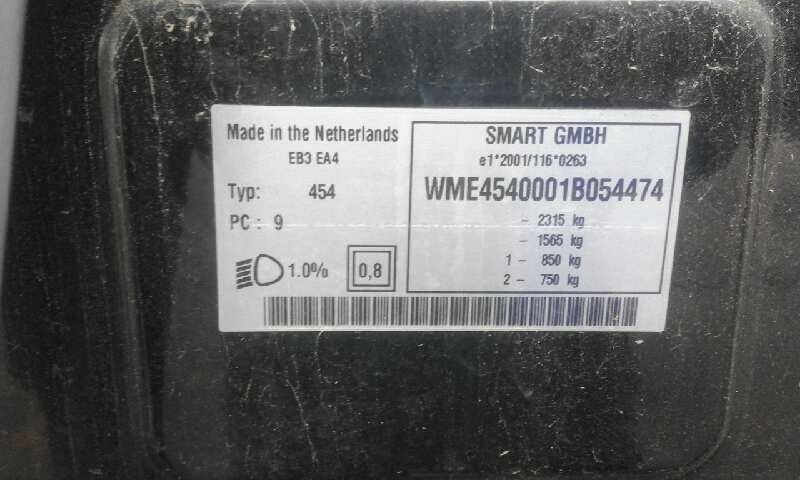 Made in the Netherlands
EB3 EA4
Typ: 454
PC: 9
1.0%
0,8
SMART GMBH
e1*2001/116*0263
WME4540001B054474
- 2315 kg
- 1565 kg
1 - 850 kg
2 - 750 kg